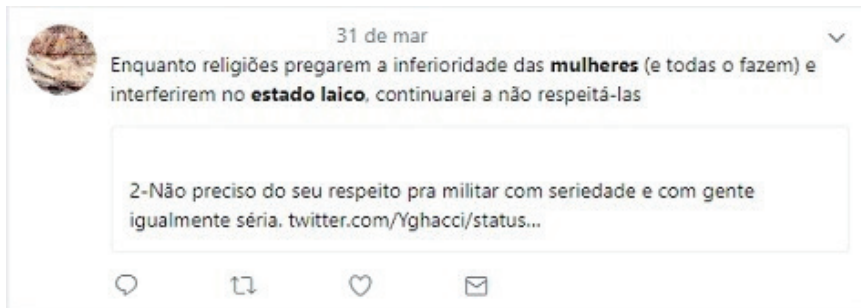 31 de mar
Enquanto religiões pregarem a inferioridade das mulheres (e todas o fazem) e
interferirem no estado laico, continuarei a não respeitá-las
2-Não preciso do seu respeito pra militar com seriedade e com gente
igualmente séria. twitter.com/Yghacci/status...